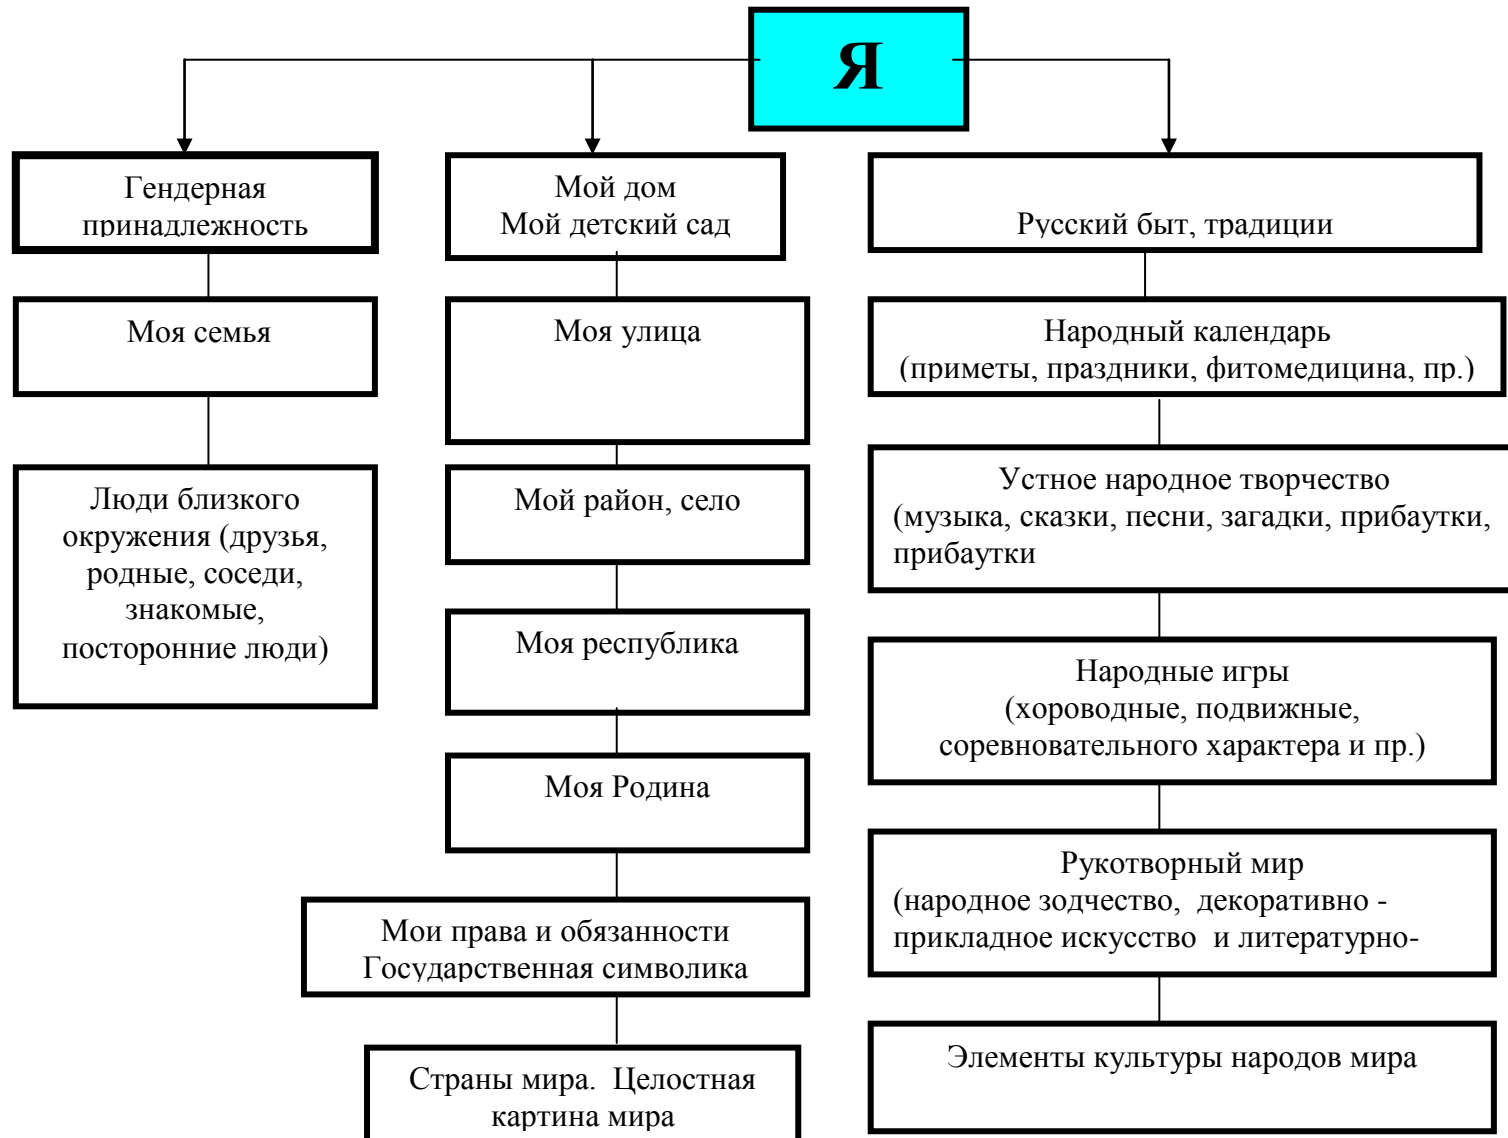 Я
Гендерная
принадлежность
Моя семья
Люди близкого
окружения (друзья,
родные, соседи,
знакомые,
посторонние люди)
Мой дом
Мой детский сад
Моя улица
Мой район, село
Моя республика
Моя Родина
Мои права и обязанности
Государственная символика
Страны мира. Целостная
картина мира
Русский быт, традиции
Народный календарь
(приметы, праздники, фитомедицина, пр.)
Устное народное творчество
(музыка, сказки, песни, загадки, прибаутки,
прибаутки
Народные игры
(хороводные, подвижные,
соревновательного характера и пр.)
Рукотворный мир
(народное зодчество, декоративно -
прикладное искусство и литературно-
Элементы культуры народов мира